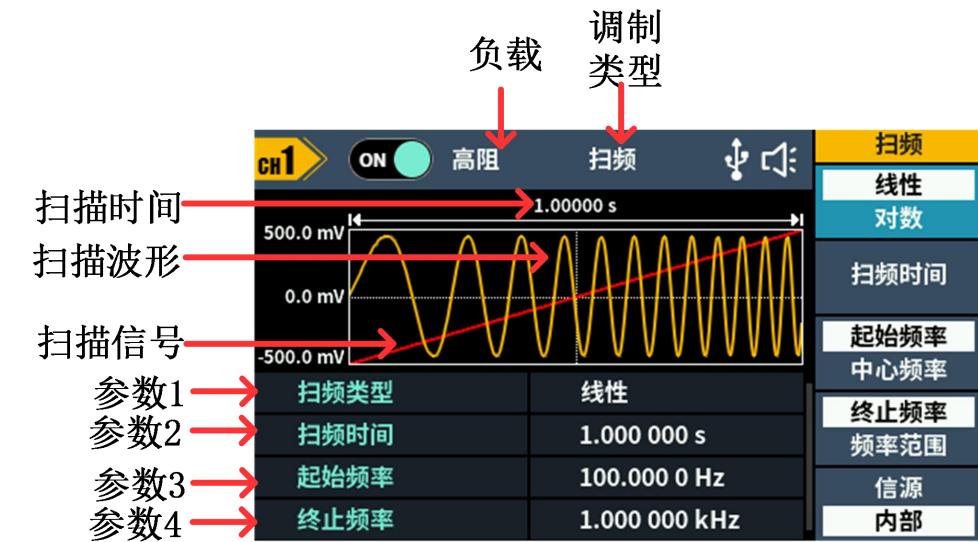 负载
调制
类型
CH1
ON
高阻
扫频
扫频
扫描时间
1.00000 s
线性
对数
500.0 mV
扫描波形
扫频时间
0.0 mV
扫描信号
-500.0 mV
起始频率
中心频率
参数1
扫频类型
线性
终止频率
频率范围
参数2
扫频时间
1.000 000 s
参数3
起始频率
100.000 0 Hz
信源
内部
参数4
终止频率
1.000 000 kHz